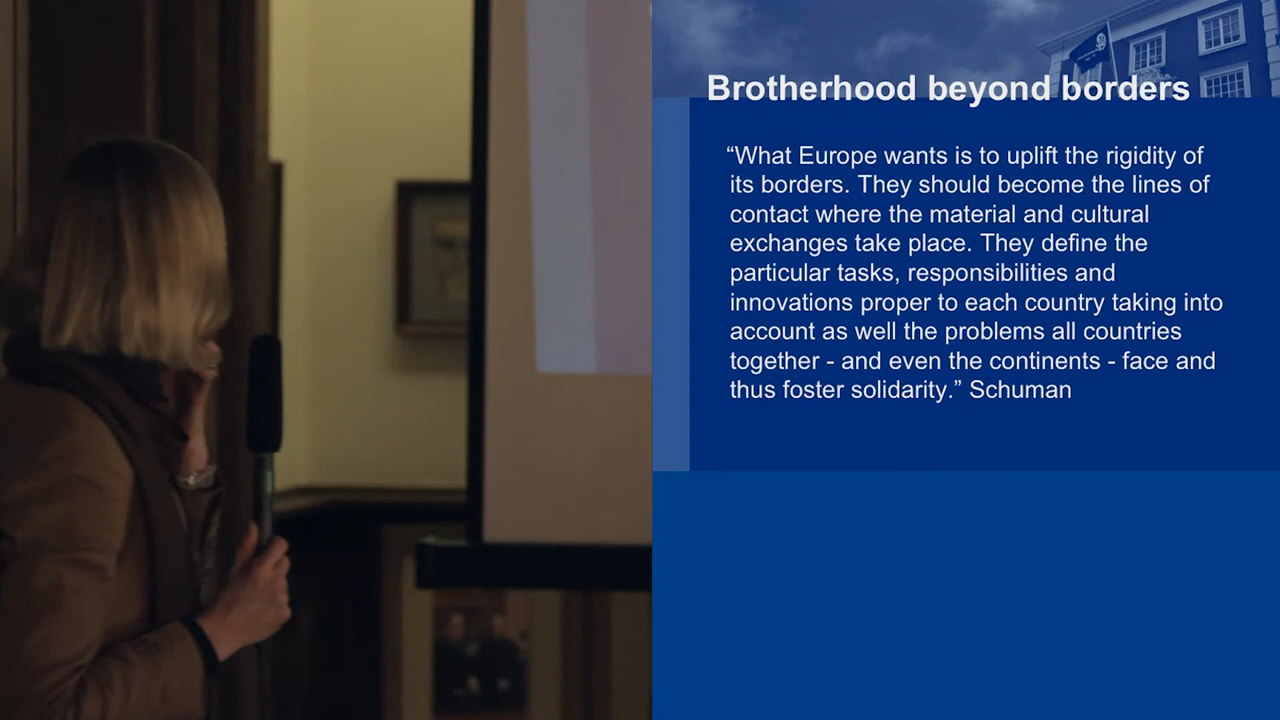 Brotherhood beyond borders
“What Europe wants is to uplift the rigidity of
its borders. They should become the lines of
contact where the material and cultural
exchanges take place. They define the
particular tasks, responsibilities and
innovations proper to each country taking into
account as well the problems all countries
together - and even the continents - face and
thus foster solidarity.” Schuman